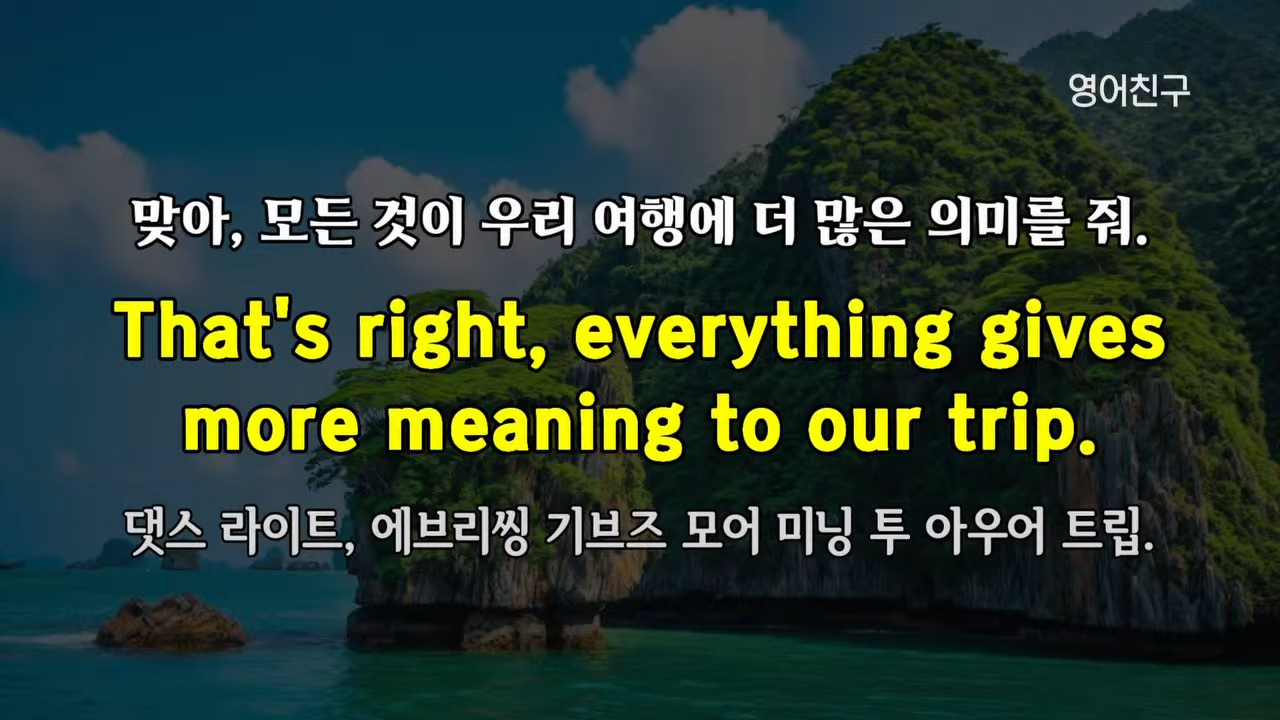 영어친구
맞아, 모든 것이 우리 여행에 더 많은 의미를 줘.
That's right, everything gives
more meaning to our trip.
댓스 라이트, 에브리씽 기브즈 모어 미닝 투 아우어 트립.